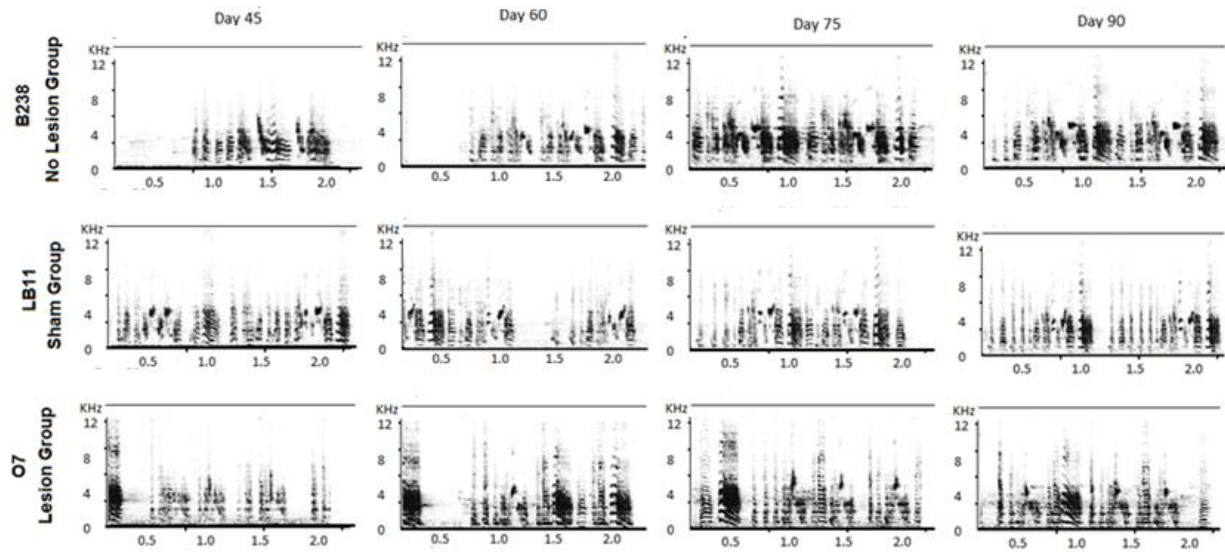 Day 45 Day 60 Day 75 Day 90
B238
No Lesion Group
KHz KHz KHz KHz
12 12 12 12
8 8 8 8
4 4 4 4
0 0 0 0
0.5 1.0 1.5 2.0 0.5 1.0 1.5 2.0 0.5 1.0 1.5 2.0 0.5 1.0 1.5 2.0
LB11
Sham Group
KHz KHz KHz KHz
12 12 12 12
8 8 8 8
4 4 4 4
0 0 0 0
0.5 1.0 1.5 2.0 0.5 1.0 1.5 2.0 0.5 1.0 1.5 2.0 0.5 1.0 1.5 2.0
O7
Lesion Group
KHz KHz KHz KHz
12 12 12 12
8 8 8 8
4 4 4 4
0 0 0 0
0.5 1.0 1.5 2.0 0.5 1.0 1.5 2.0 0.5 1.0 1.5 2.0 0.5 1.0 1.5 2.0